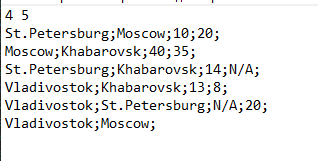 4 5
St.Petersburg;Moscow;10;20;
Moscow;Khabarovsk;40;35;
St.Petersburg;Khabarovsk;14;N/A;
Vladivostok;Khabarovsk;13;8;
Vladivostok;St.Petersburg;N/A;20;
Vladivostok;Moscow;